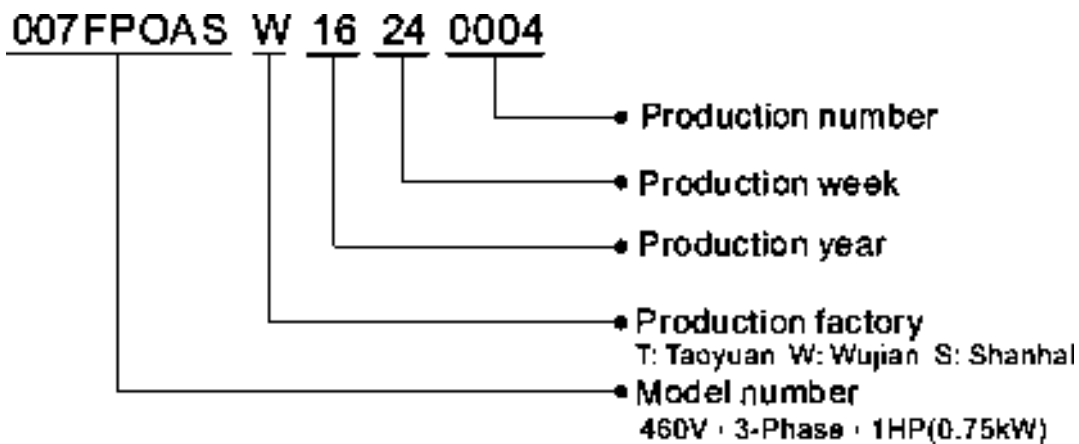 007FPOAS W 16 24 0004
Production number
Production week
Production year
Production factory
T: Taoyuan W: Wujian S: Shanhai
Model number
460V , 3-Phase , 1HP(0.75kW)